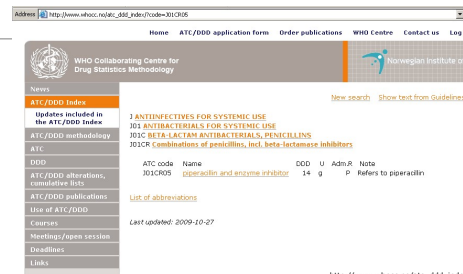 Address http://www.whocc.no/atc_ddd_index/?code=J01CR05
Home ATC/DDD application form Order publications WHO Centre Contact us Log
WHO Collaborating Centre for
Drug Statistics Methodology
Norwegian Institute o
News
ATC/DDD Index
Updates included in
the ATC/DDD Index
ATC/DDD methodology
ATC
DDD
ATC/DDD alterations,
cumulative lists
ATC/DDD publications
Use of ATC/DDD
Courses
Meetings/open session
Deadlines
Links
New search Show text from Guidelines
J ANTIINFECTIVES FOR SYSTEMIC USE
J01 ANTIBACTERIALS FOR SYSTEMIC USE
J01C BETA-LACTAM ANTIBACTERIALS, PENICILLINS
J01CR Combinations of penicillins, incl. beta-lactamase inhibitors
ATC code Name DDD U Adm.R Note
J01CR05 piperacillin and enzyme inhibitor 14 g P Refers to piperacillin
List of abbreviations
Last updated: 2009-10-27